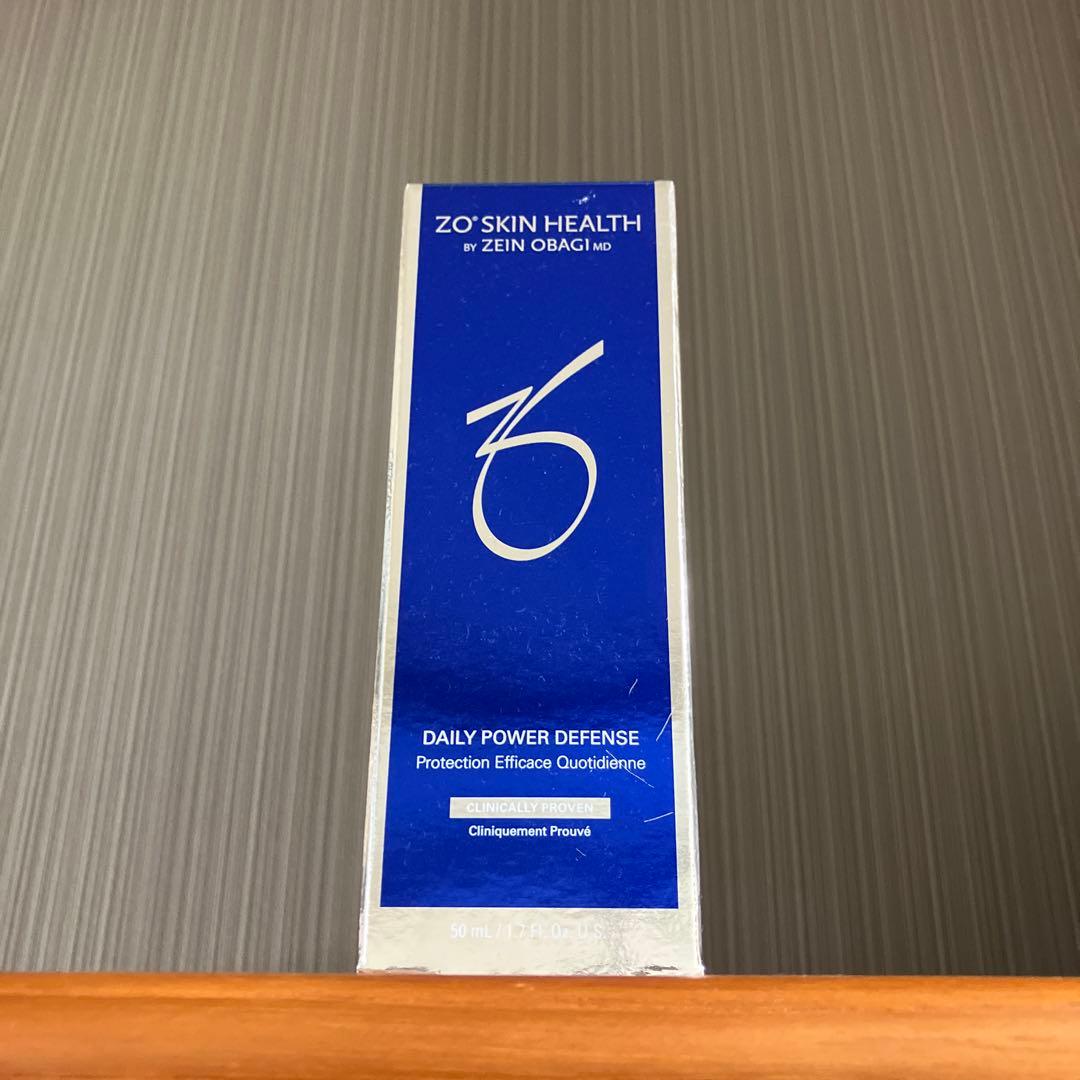 ZO® SKIN HEALTH
BY ZEIN OBAGI MD
ZO
DAILY POWER DEFENSE
Protection Efficace Quotidienne
CLINICALLY PROVEN
Cliniquement Prouvé
50 mL / 1.7 Fl. Oz. U.S.